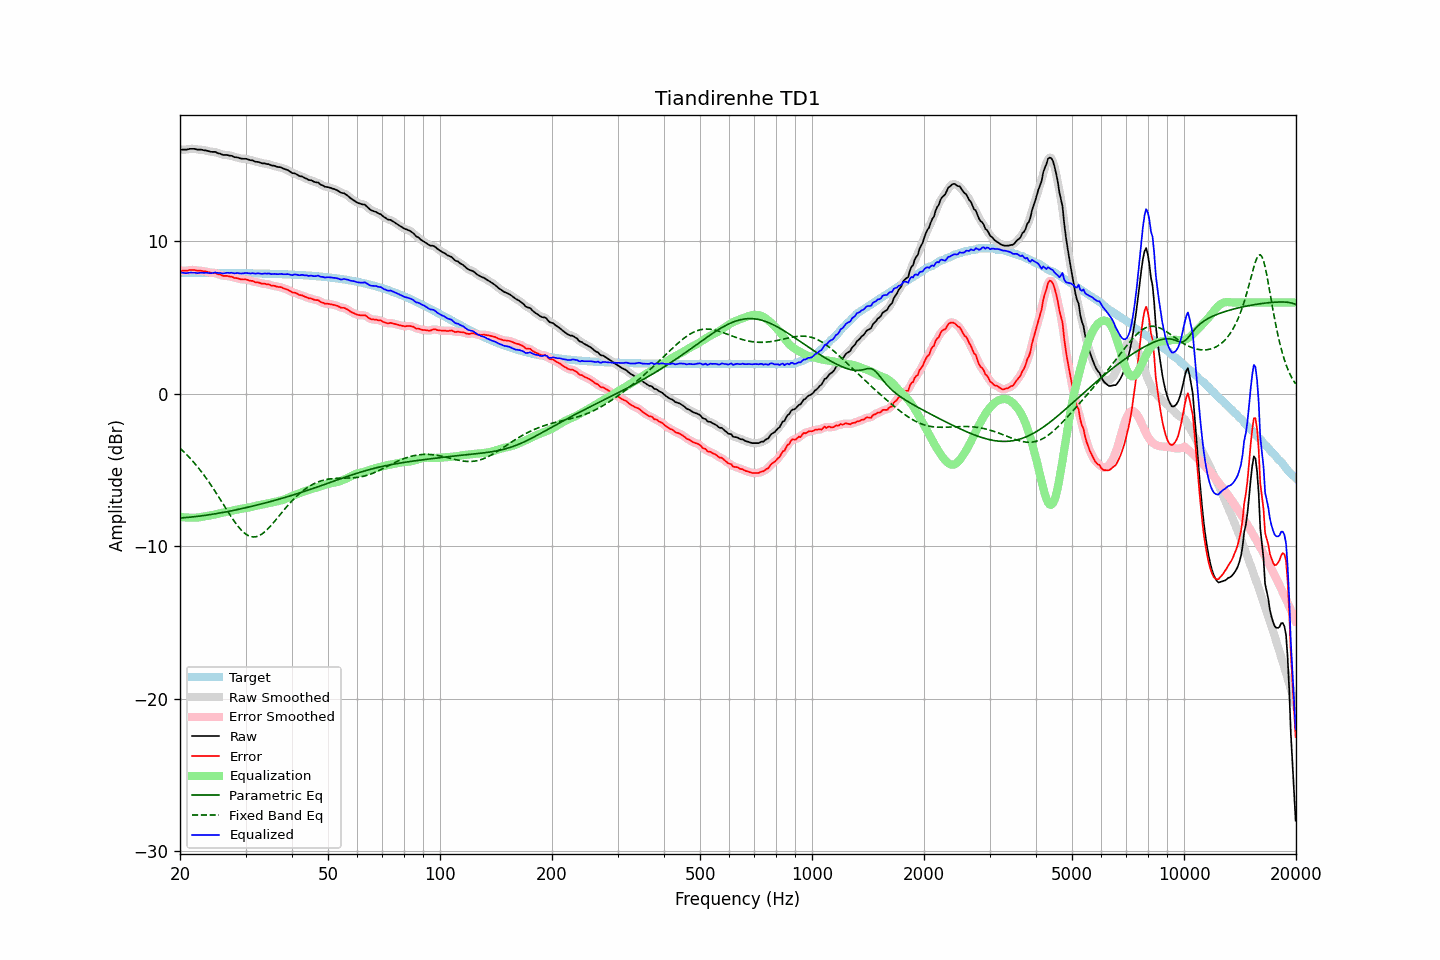 Tiandirenhe TD1
Amplitude (dBr)
10
0
−10
−20
−30
Target
Raw Smoothed
Error Smoothed
Raw
Error
Equalization
Parametric Eq
Fixed Band Eq
Equalized
20 50 100 200 500 1000 2000 5000 10000 20000
Frequency (Hz)